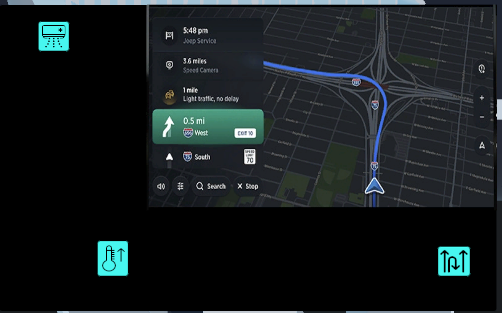 5:48 pm
Jeep Service
3.6 miles
Speed Camera
1 mile
Light traffic, no delay
0.5 mi
West
EXIT 10
South
SPEED LIMIT 70
Search
X Stop